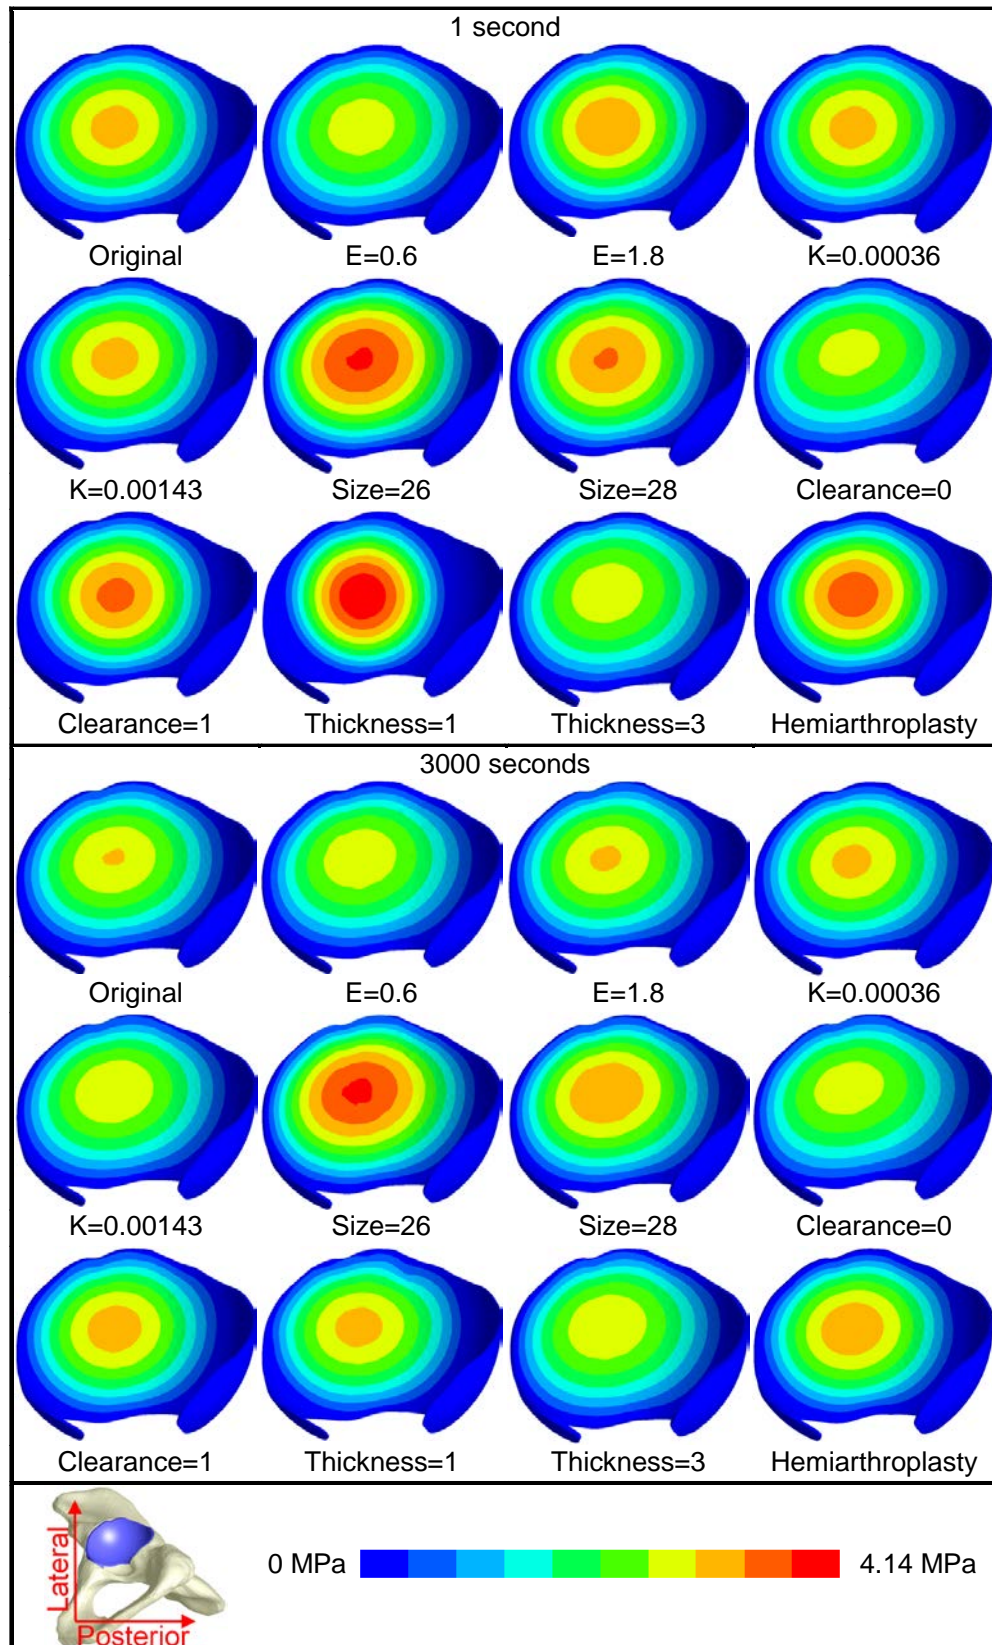 1 second
Original E=0.6 E=1.8 K=0.00036
K=0.00143 Size=26 Size=28 Clearance=0
Clearance=1 Thickness=1 Thickness=3 Hemiarthroplasty
3000 seconds
Original E=0.6 E=1.8 K=0.00036
K=0.00143 Size=26 Size=28 Clearance=0
Clearance=1 Thickness=1 Thickness=3 Hemiarthroplasty
Lateral
0 MPa 4.14 MPa
Posterior